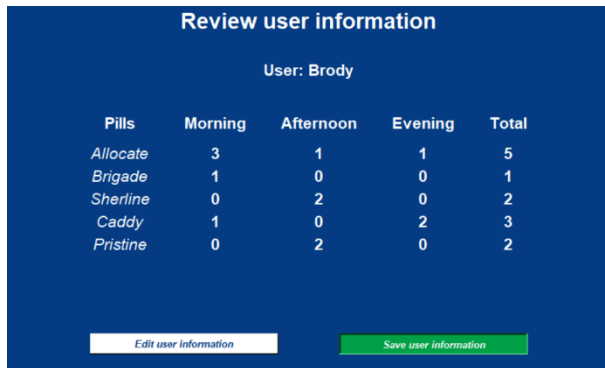 Review user information
User: Brody
Pills Morning Afternoon Evening Total
Allocate 3 1 1 5
Brigade 1 0 0 1
Sherline 0 2 0 2
Caddy 1 0 2 3
Pristine 0 2 0 2
Edit user information Save user information